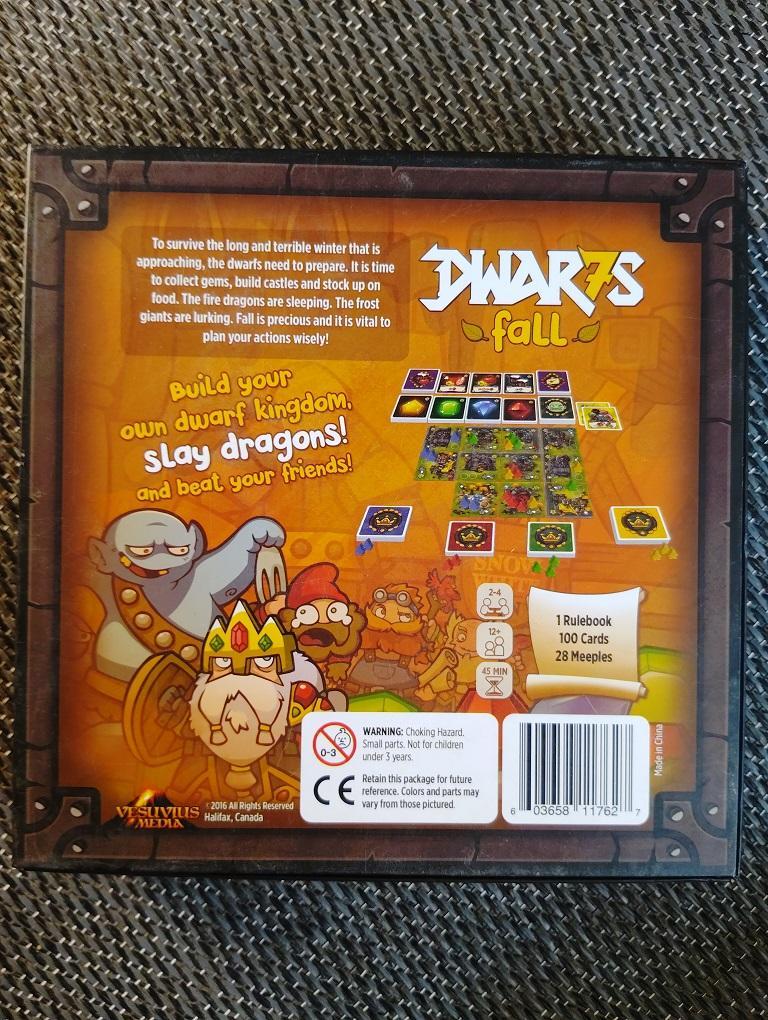 To survive the long and terrible winter that is
approaching, the dwarfs need to prepare. It is time
to collect gems, build castles and stock up on
food. The fire dragons are sleeping. The frost
giants are lurking. Fall is precious and it is vital to
plan your actions wisely!
DWAR7S
fall
Build your
own dwarf kingdom,
slay dragons!
and beat your friends!
SNOW
WHITE
2-4
12+
45 MIN
1 Rulebook
100 Cards
28 Meeples
0-3
WARNING: Choking Hazard.
Small parts. Not for children
under 3 years.
CE
Retain this package for future
reference. Colors and parts may
vary from those pictured.
6 03658 11762 7
Made in China
VESUVIUS
MEDIA
©2016 All Rights Reserved
Halifax, Canada